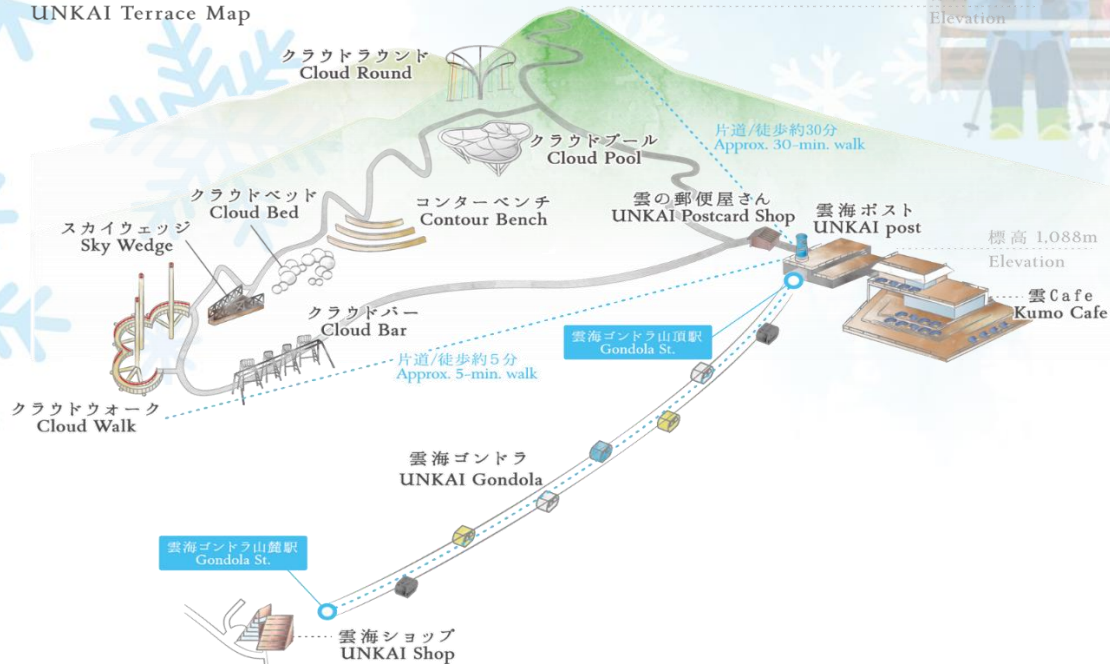 UNKAI Terrace Map
Elevation
クラウドラウンド
Cloud Round
片道/徒歩約30分
Approx. 30-min. walk
クラウドプール
Cloud Pool
クラウドベッド
Cloud Bed
コンターベンチ
Contour Bench
雲の郵便屋さん
UNKAI Postcard Shop
雲海ポスト
UNKAI post
スカイウェッジ
Sky Wedge
標高 1,088m
Elevation
雲Cafe
Kumo Cafe
クラウドバー
Cloud Bar
雲海ゴンドラ山頂駅
Gondola St.
片道/徒歩約5分
Approx. 5-min. walk
クラウドウォーク
Cloud Walk
雲海ゴンドラ
UNKAI Gondola
雲海ゴンドラ山麓駅
Gondola St.
雲海ショップ
UNKAI Shop